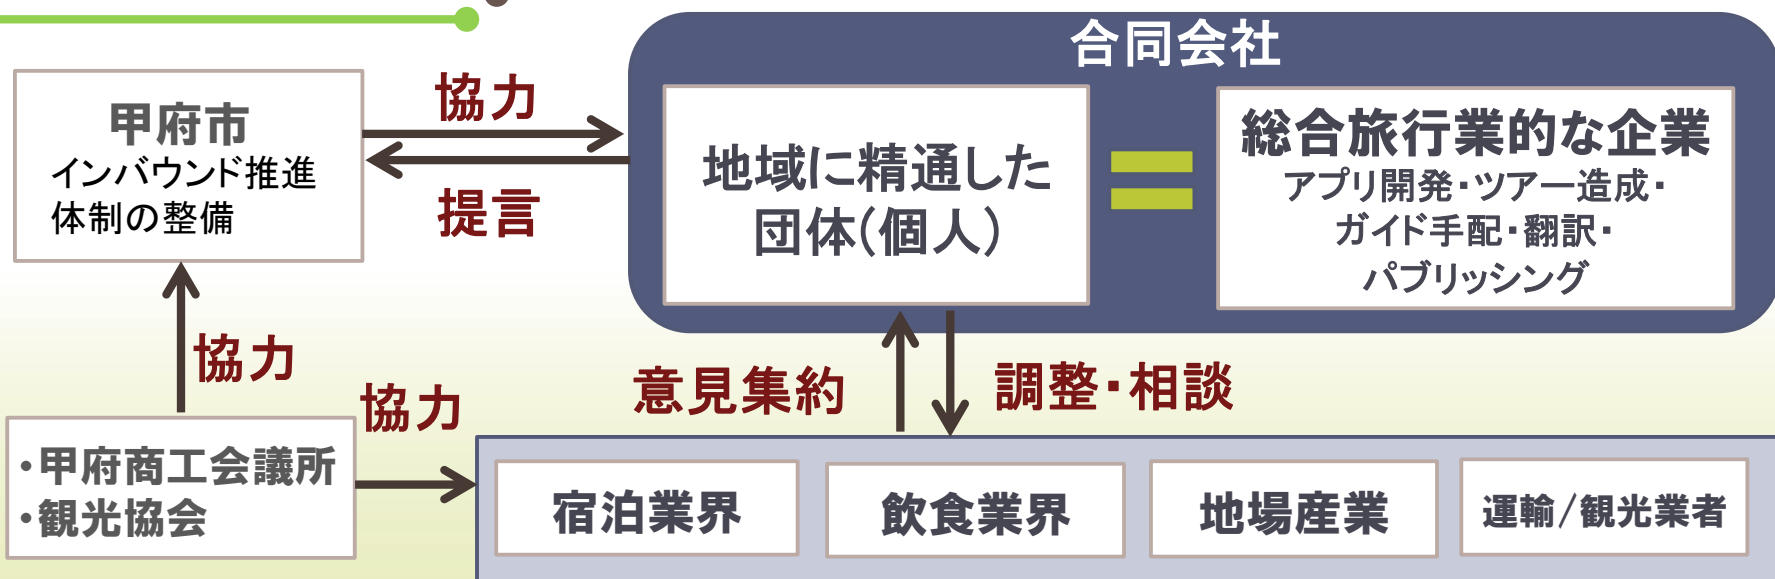 合同会社
甲府市
インバウンド推進
体制の整備
協力
提言
地域に精通した
団体(個人)
総合旅行業的な企業
アプリ開発・ツアー造成・
ガイド手配・翻訳・
パブリッシング
協力
協力
意見集約
調整・相談
・甲府商工会議所
・観光協会
宿泊業界
飲食業界
地場産業
運輸/観光業者